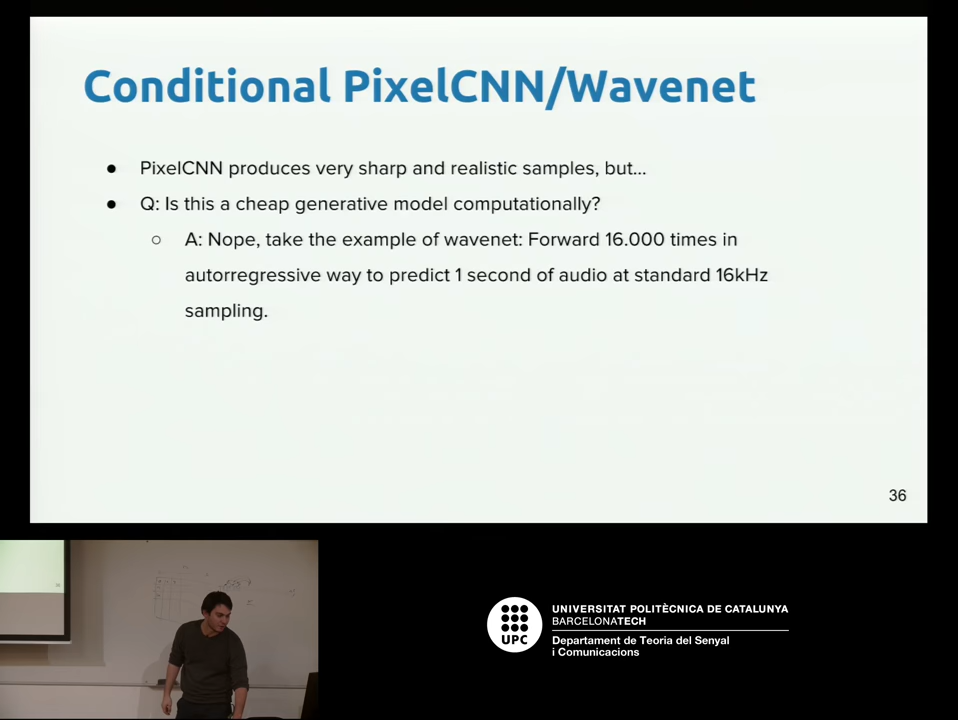 Conditional PixelCNN/Wavenet
● PixelCNN produces very sharp and realistic samples, but...
● Q: Is this a cheap generative model computationally?
○ A: Nope, take the example of wavenet: Forward 16.000 times in
autorregressive way to predict 1 second of audio at standard 16kHz
sampling.
36
UPC
UNIVERSITAT POLITÈCNICA DE CATALUNYA
BARCELONATECH
Departament de Teoria del Senyal
i Comunicacions